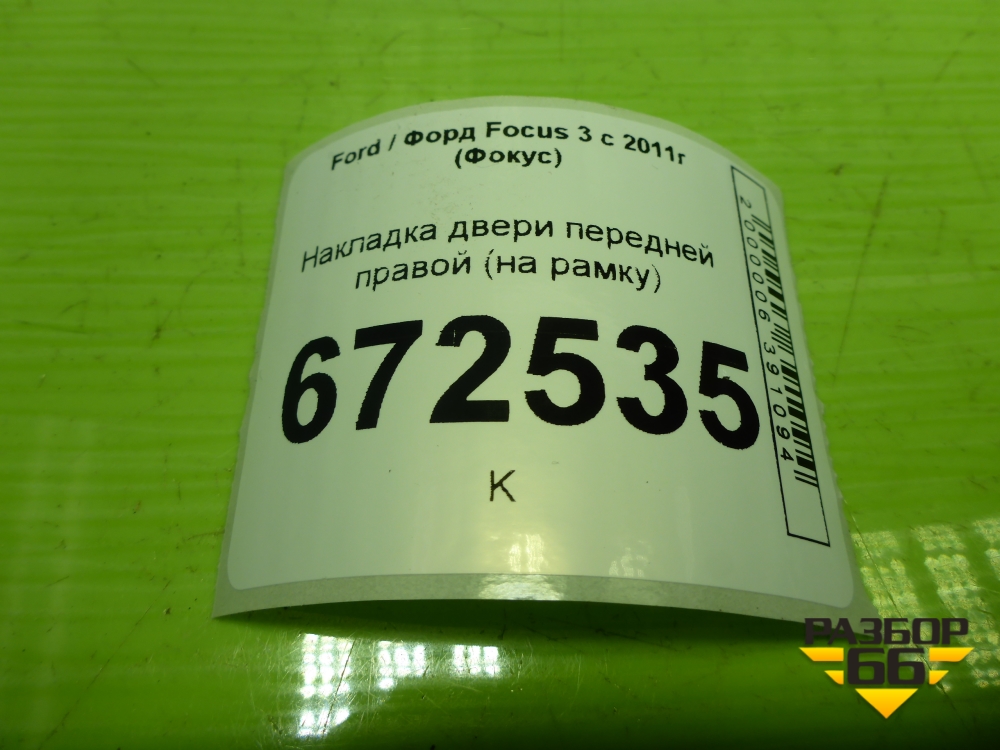 Ford / Форд Focus 3 с 2011г
(Фокус)
Накладка двери передней
правой (на рамку)
672535
К
2000006391094
РАЗБОР
66